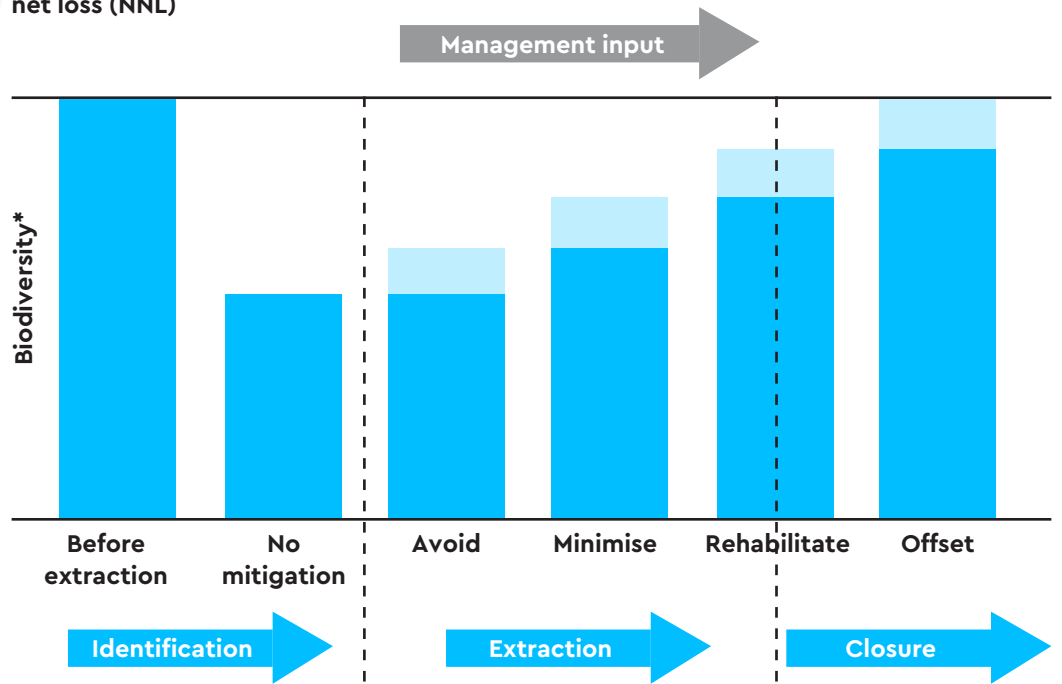 net loss (NNL)
Management input
Biodiversity*
Before
extraction
No
mitigation
Avoid
Minimise
Rehabilitate
Offset
Identification
Extraction
Closure